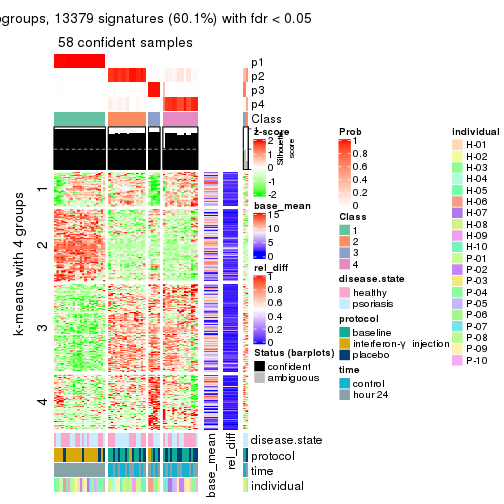 ogroups, 13379 signatures (60.1%) with fdr < 0.05
58 confident samples
p1
p2
p3
p4
Class
Silhouette
score
1
2
3
4
k-means with 4 groups
base_mean
rel_diff
disease.state
protocol
time
individual
z-score
2
1
0
-1
-2
base_mean
15
10
5
0
rel_diff
1
0.8
0.6
0.4
0.2
0
Status (barplots)
confident
ambiguous
Prob
1
0.8
0.6
0.4
0.2
0
Class
1
2
3
4
disease.state
healthy
psoriasis
protocol
baseline
interferon-γ injection
placebo
time
control
hour 24
individual
H-01
H-02
H-03
H-04
H-05
H-06
H-07
H-08
H-09
H-10
P-01
P-02
P-03
P-04
P-05
P-06
P-07
P-08
P-09
P-10